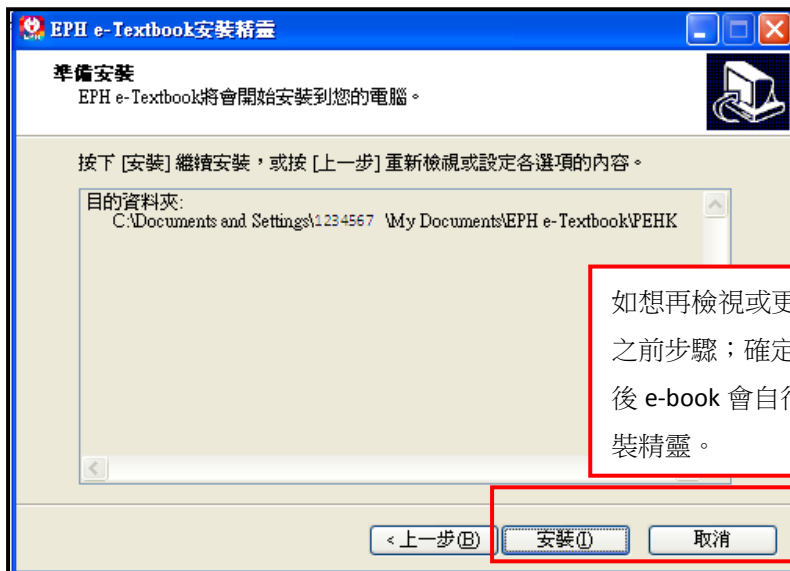 EPH e-Textbook安裝精靈
準備安裝
EPH e-Textbook將會開始安裝到您的電腦。
按下 [安裝] 繼續安裝，或按 [上一步] 重新檢視或設定各選項的內容。
目的資料夾:
C:\Documents and Settings\1234567 \My Documents\EPH e-Textbook\PEHK
如想再檢視或更
之前步驟；確定
後 e-book 會自行
裝精靈。
<上一步(B) 安裝(I) 取消